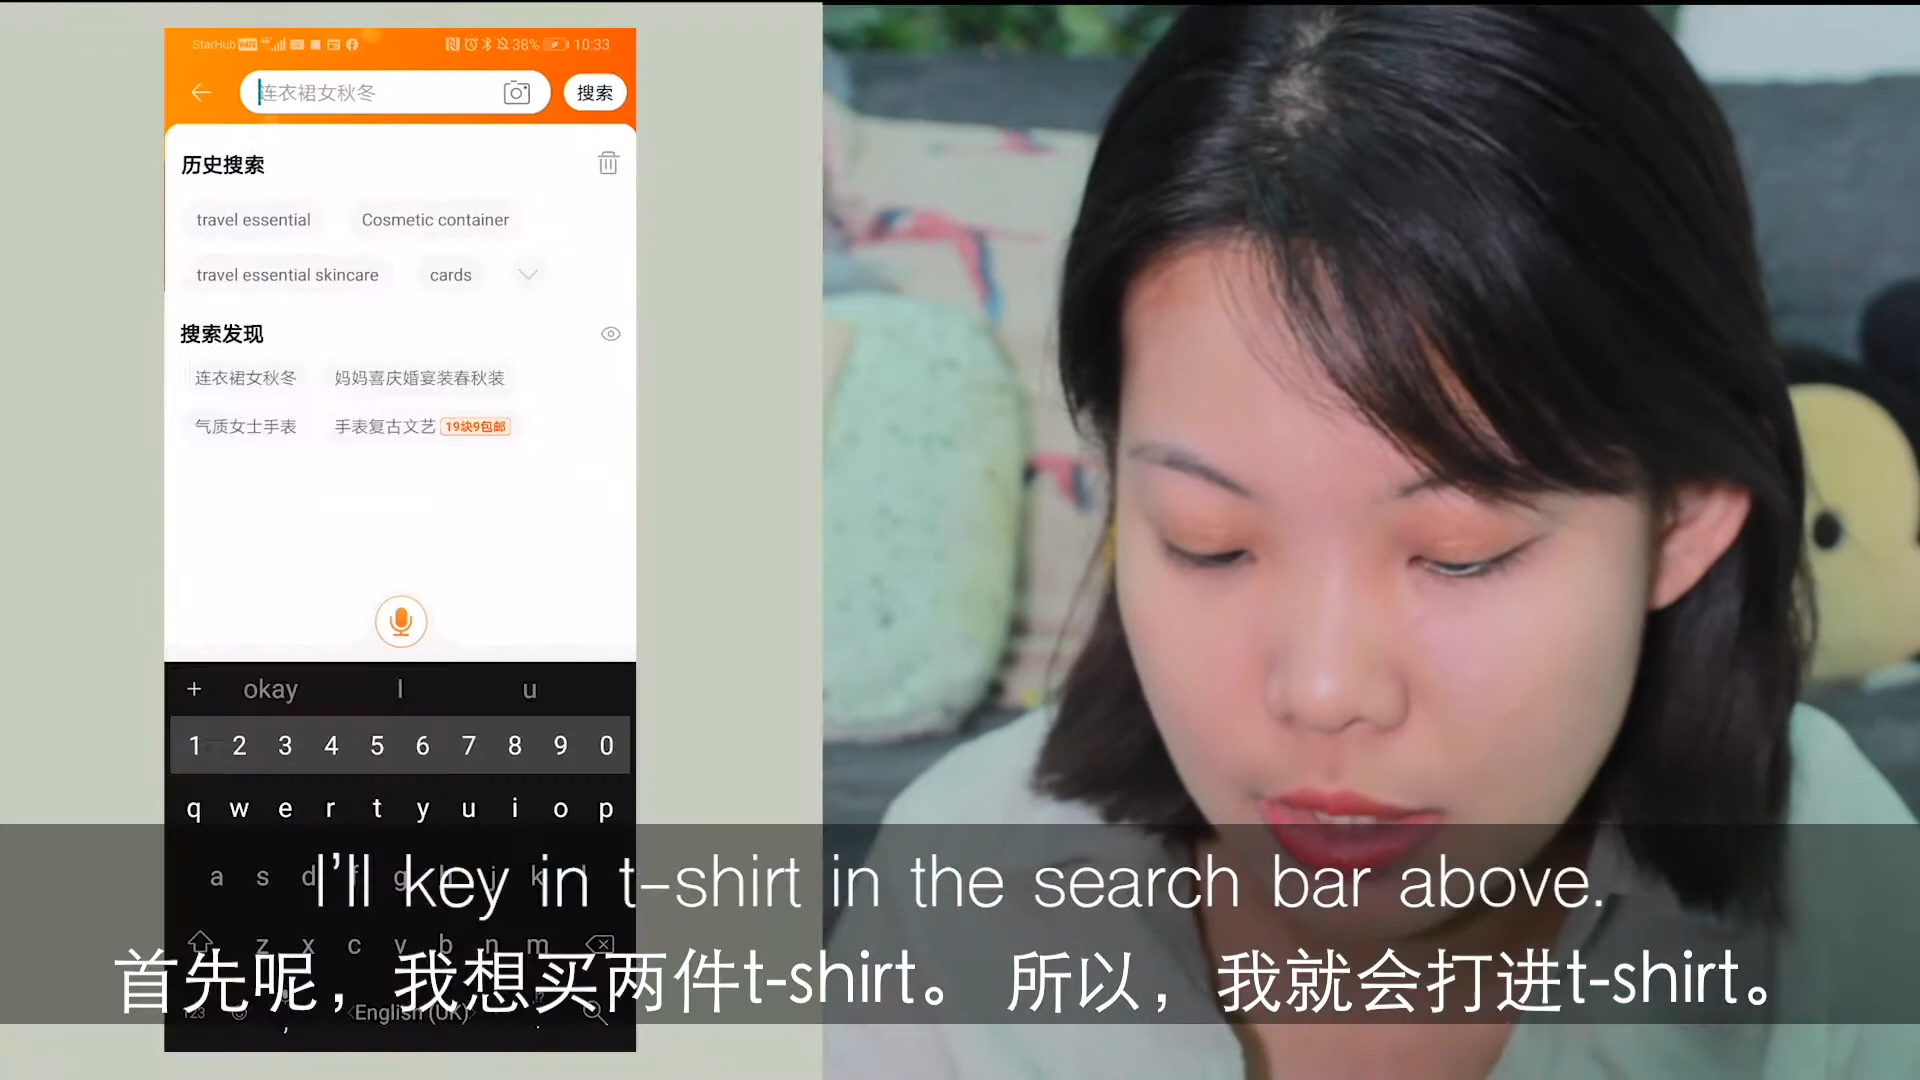 StarHub VoLTE 4G 38% 10:33
连衣裙女秋冬 搜索
历史搜索
travel essential Cosmetic container
travel essential skincare cards
搜索发现
连衣裙女秋冬 妈妈喜庆婚宴装春秋装
气质女士手表 手表复古文艺 19块9包邮
+ okay I u
1 2 3 4 5 6 7 8 9 0
q w e r t y u i o p
a s d f g h j k l
I'll key in t-shirt in the search bar above.
z x c v b n m
首先呢，我想买两件t-shirt。 所以，我就会打进t-shirt。
123 , English (UK) .